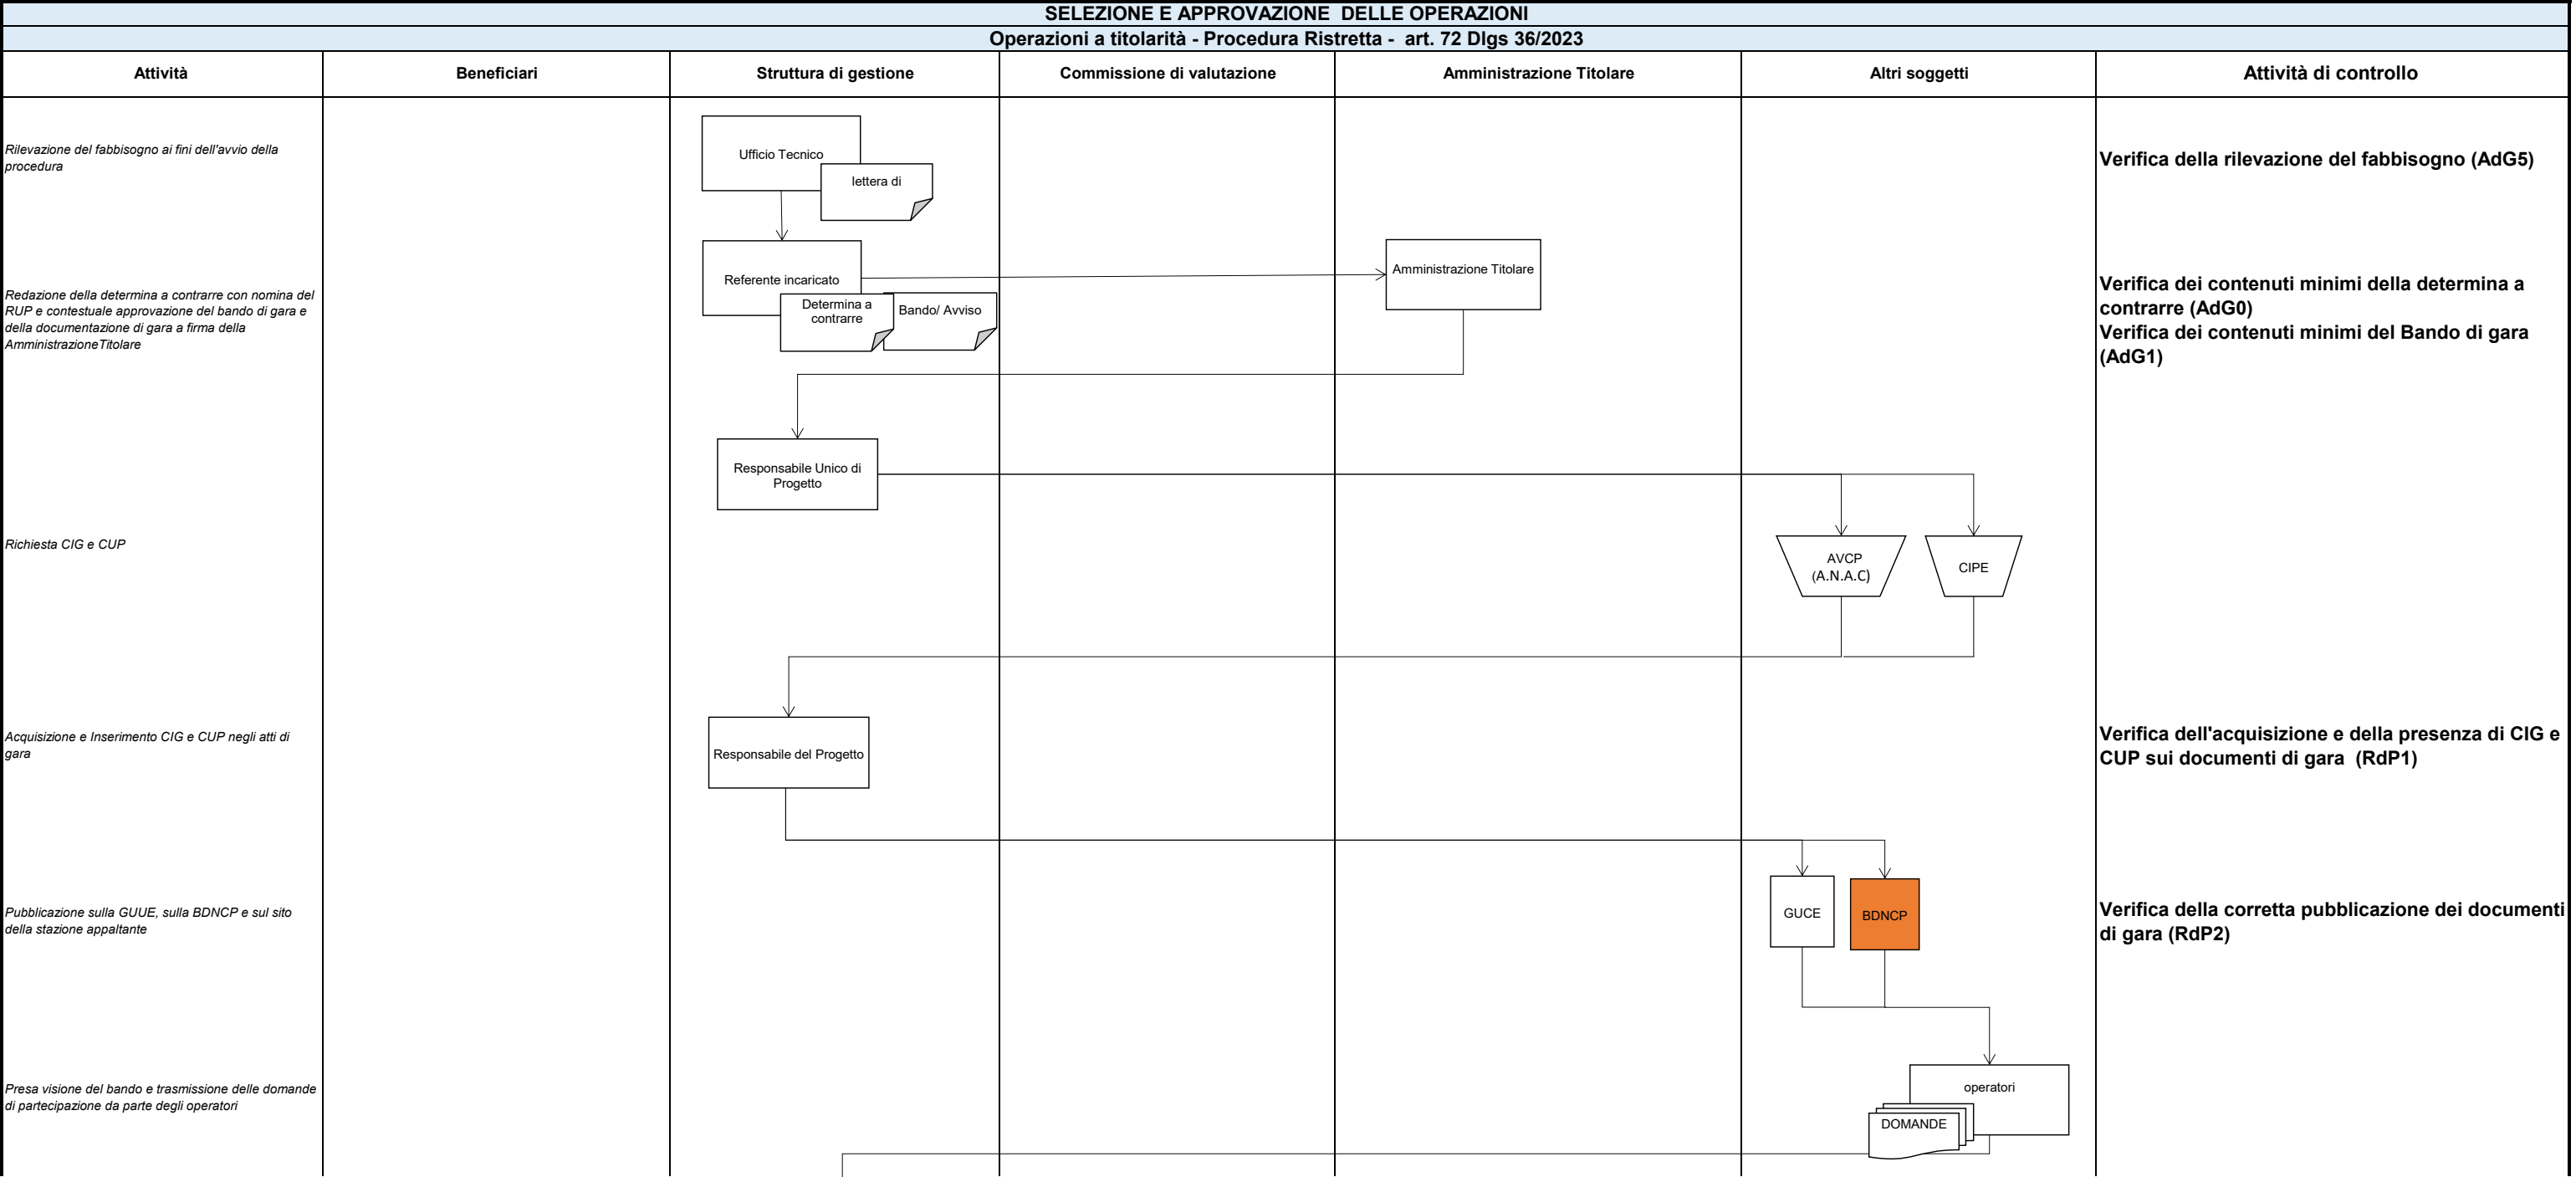 SELEZIONE E APPROVAZIONE DELLE OPERAZIONI
Operazioni a titolarità - Procedura Ristretta - art. 72 Dlgs 36/2023
Attività
Beneficiari
Struttura di gestione
Commissione di valutazione
Amministrazione Titolare
Altri soggetti
Attività di controllo
Rilevazione del fabbisogno ai fini dell'avvio della
procedura
Ufficio Tecnico
lettera di
Verifica della rilevazione del fabbisogno (AdG5)
Redazione della determina a contrarre con nomina del
RUP e contestuale approvazione del bando di gara e
della documentazione di gara a firma della
AmministrazioneTitolare
Referente incaricato
Determina a
contrarre
Bando/ Avviso
Amministrazione Titolare
Verifica dei contenuti minimi della determina a
contrarre (AdG0)
Verifica dei contenuti minimi del Bando di gara
(AdG1)
Responsabile Unico di
Progetto
Richiesta CIG e CUP
AVCP
(A.N.A.C)
CIPE
Acquisizione e Inserimento CIG e CUP negli atti di
gara
Responsabile del Progetto
Verifica dell'acquisizione e della presenza di CIG e
CUP sui documenti di gara (RdP1)
Pubblicazione sulla GUUE, sulla BDNCP e sul sito
della stazione appaltante
GUCE
BDNCP
Verifica della corretta pubblicazione dei documenti
di gara (RdP2)
Presa visione del bando e trasmissione delle domande
di partecipazione da parte degli operatori
operatori
DOMANDE